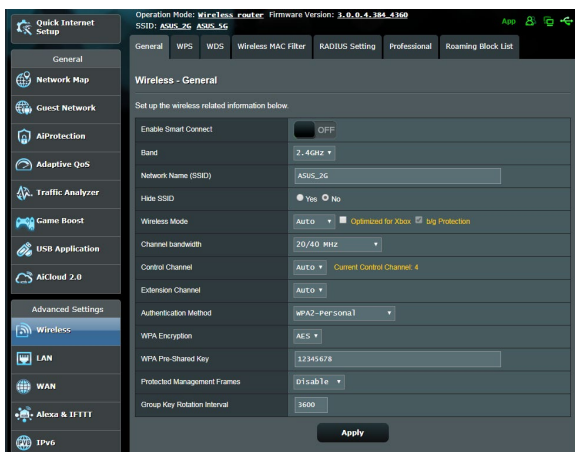 Quick Internet
Setup
General
Network Map
Guest Network
AiProtection
Adaptive QoS
Traffic Analyzer
Game Boost
USB Application
AiCloud 2.0
Advanced Settings
Wireless
LAN
WAN
Alexa & IFTTT
IPv6
Operation Mode: Wireless router Firmware Version: 3.0.0.4.384_4360
SSID: ASUS_2G ASUS_5G
App
General WPS WDS Wireless MAC Filter RADIUS Setting Professional Roaming Block List
Wireless - General
Set up the wireless related information below.
Enable Smart Connect OFF
Band 2.4GHz
Network Name (SSID) ASUS_2G
Hide SSID Yes No
Wireless Mode Auto Optimized for Xbox b/g Protection
Channel bandwidth 20/40 MHz
Control Channel Auto Current Control Channel: 4
Extension Channel Auto
Authentication Method WPA2-Personal
WPA Encryption AES
WPA Pre-Shared Key 12345678
Protected Management Frames Disable
Group Key Rotation Interval 3600
Apply